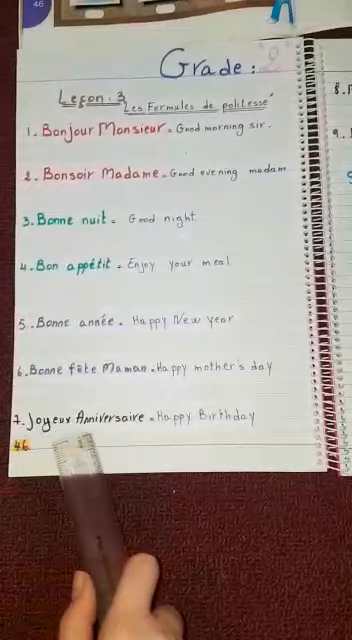 46
Grade: 2
Leçon: 3
Les Formules de politesse
1. Bonjour Monsieur = Good morning sir.
2. Bonsoir Madame = Good evening madam
3. Bonne nuit = Good night
4. Bon appétit = Enjoy your meal
5. Bonne année = Happy New year
6. Bonne fête Maman = Happy mother's day
7. Joyeux Anniversaire = Happy Birthday
46